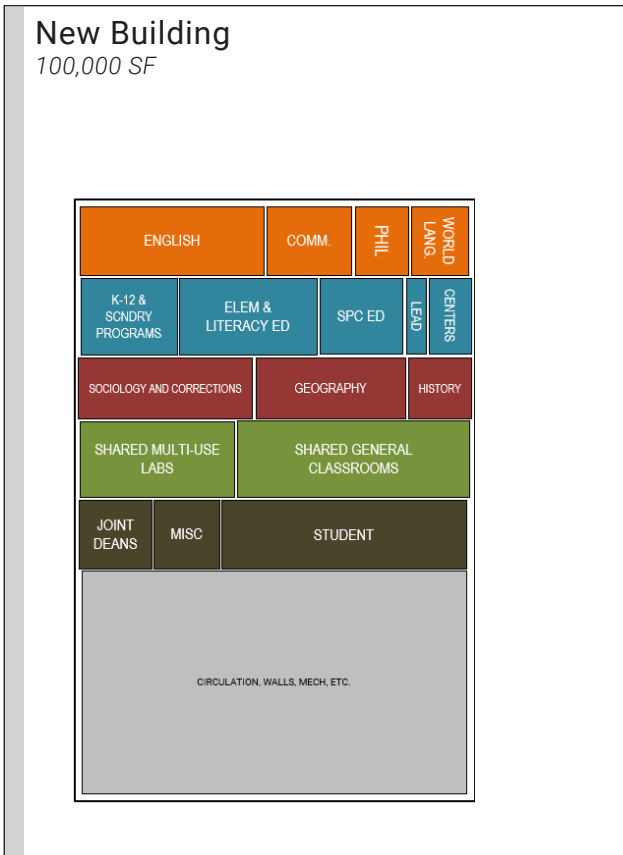 New Building
100,000 SF
ENGLISH
COMM.
PHIL
WORLD
LANG.
K-12 &
SCNDRY
PROGRAMS
ELEM &
LITERACY ED
SPC ED
LEAD
CENTERS
SOCIOLOGY AND CORRECTIONS
GEOGRAPHY
HISTORY
SHARED MULTI-USE
LABS
SHARED GENERAL
CLASSROOMS
JOINT
DEANS
MISC
STUDENT
CIRCULATION, WALLS, MECH, ETC.